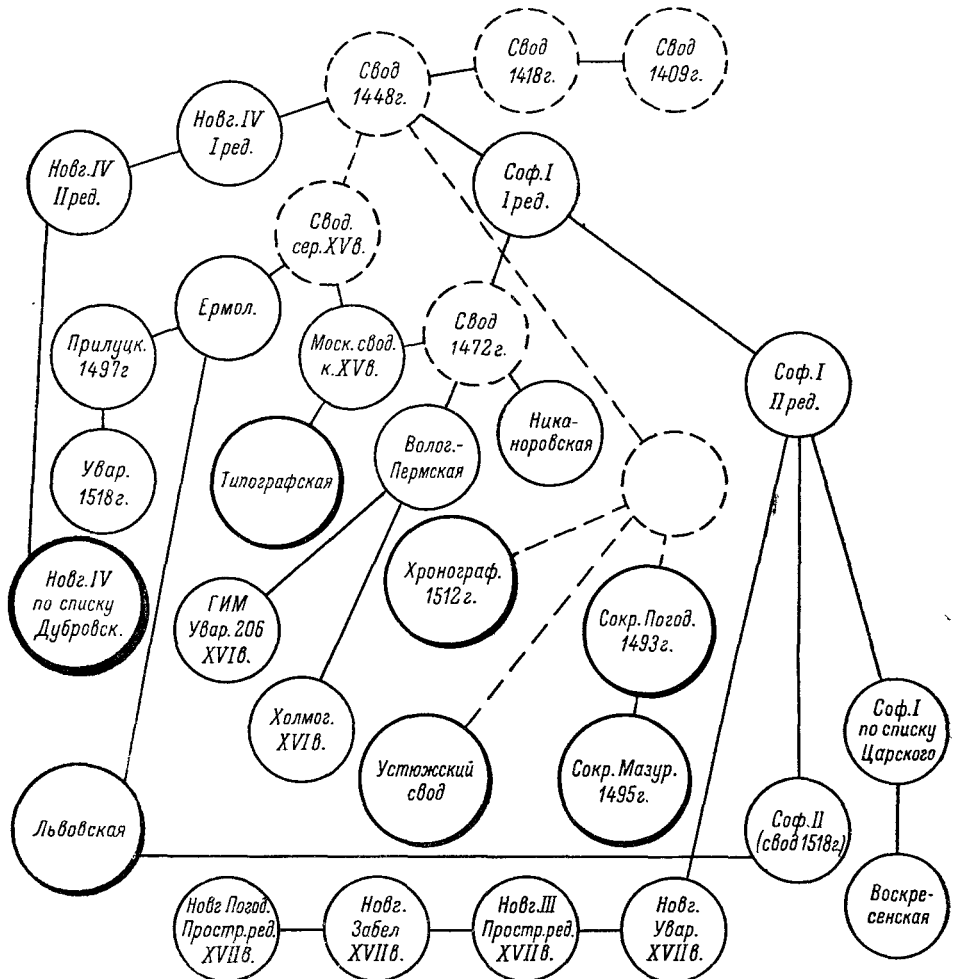 Свод
1448г.
Свод
1418г.
Свод
1409г.
Новг.IV
I ред.
Новг.IV
II ред.
Соф.I
I ред.
Свод.
сер.XVв.
Ермол.
Прилуцк.
1497г
Моск.свод.
к.XVв.
Свод
1472г.
Соф.I
II ред.
Увар.
1518г.
Типографская
Волог.-
Пермская
Ника-
норовская
Новг.IV
по списку
Дубровск.
ГИМ
Увар.206
XVIв.
Хронограф.
1512г.
Сокр.Погод.
1493г.
Холмог.
XVIв.
Устюжский
свод
Сокр.Мазур.
1495г.
Соф.I
по списку
Царского
Львовская
Соф.II
(свод 1518г.)
Воскре-
сенская
Новг Погод.
Простр.ред.
XVIIв.
Новг.
Забел
XVIIв.
Новг.III
Простр.ред.
XVIIв.
Новг.
Увар.
XVIIв.